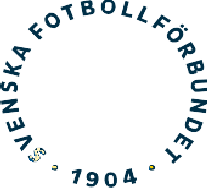 SVENSKA FOTBOLLFÖRBUNDET
• 1904 •